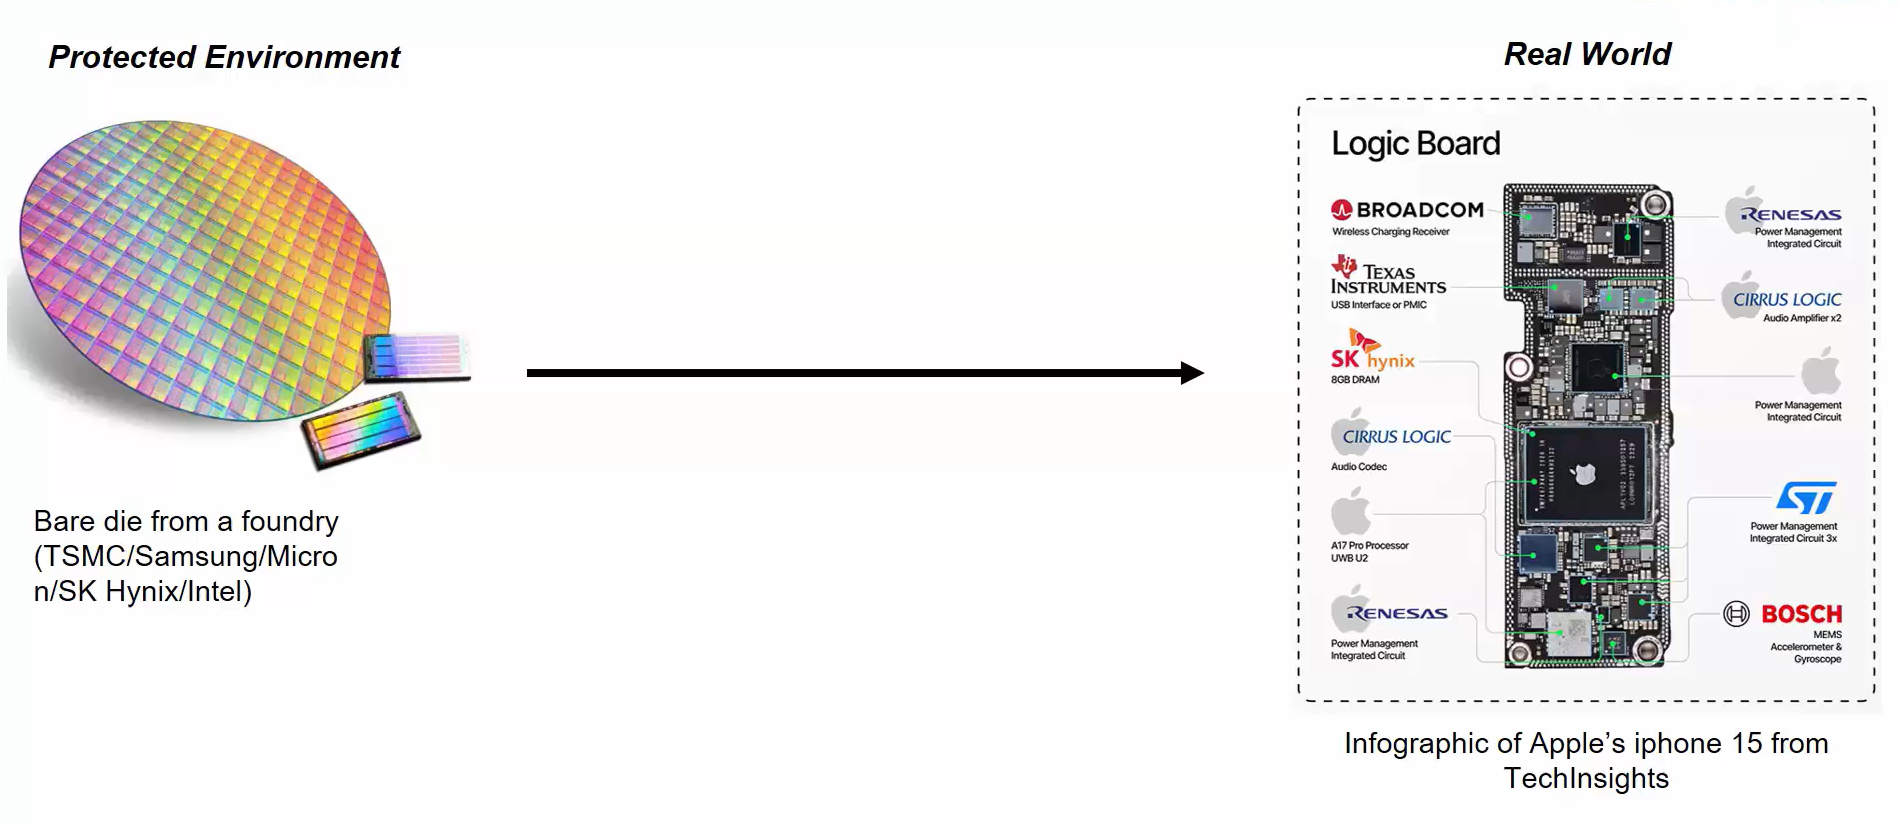 Protected Environment
Bare die from a foundry
(TSMC/Samsung/Micro
n/SK Hynix/Intel)
Real World
Logic Board
BROADCOM
Wireless Charging Receiver
TEXAS
INSTRUMENTS
USB Interface or PMIC
SK hynix
8GB DRAM
CIRRUS LOGIC
Audio Codec
A17 Pro Processor
UWB U2
RENESAS
Power Management
Integrated Circuit
RENESAS
Power Management
Integrated Circuit
CIRRUS LOGIC
Audio Amplifier x2
Power Management
Integrated Circuit
ST
Power Management
Integrated Circuit 3x
BOSCH
MEMS
Accelerometer &
Gyroscope
Infographic of Apple’s iphone 15 from
TechInsights